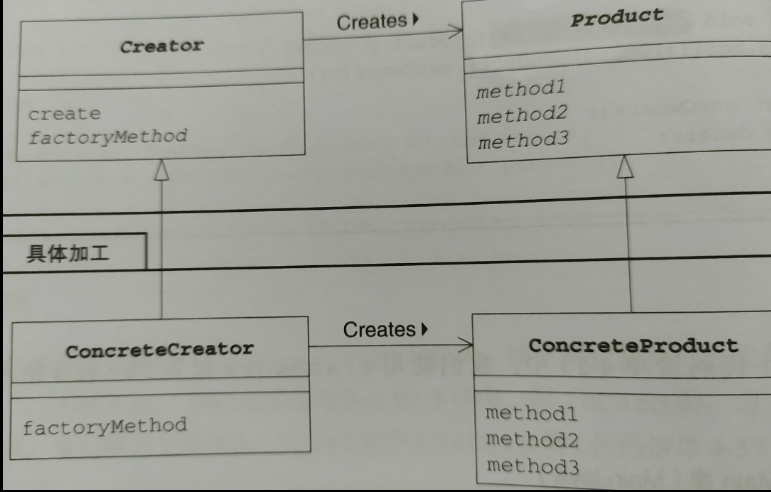 Creates
Product
Creator
method1
method2
method3
create
factoryMethod
具体加工
Creates
ConcreteCreator
ConcreteProduct
factoryMethod
method1
method2
method3